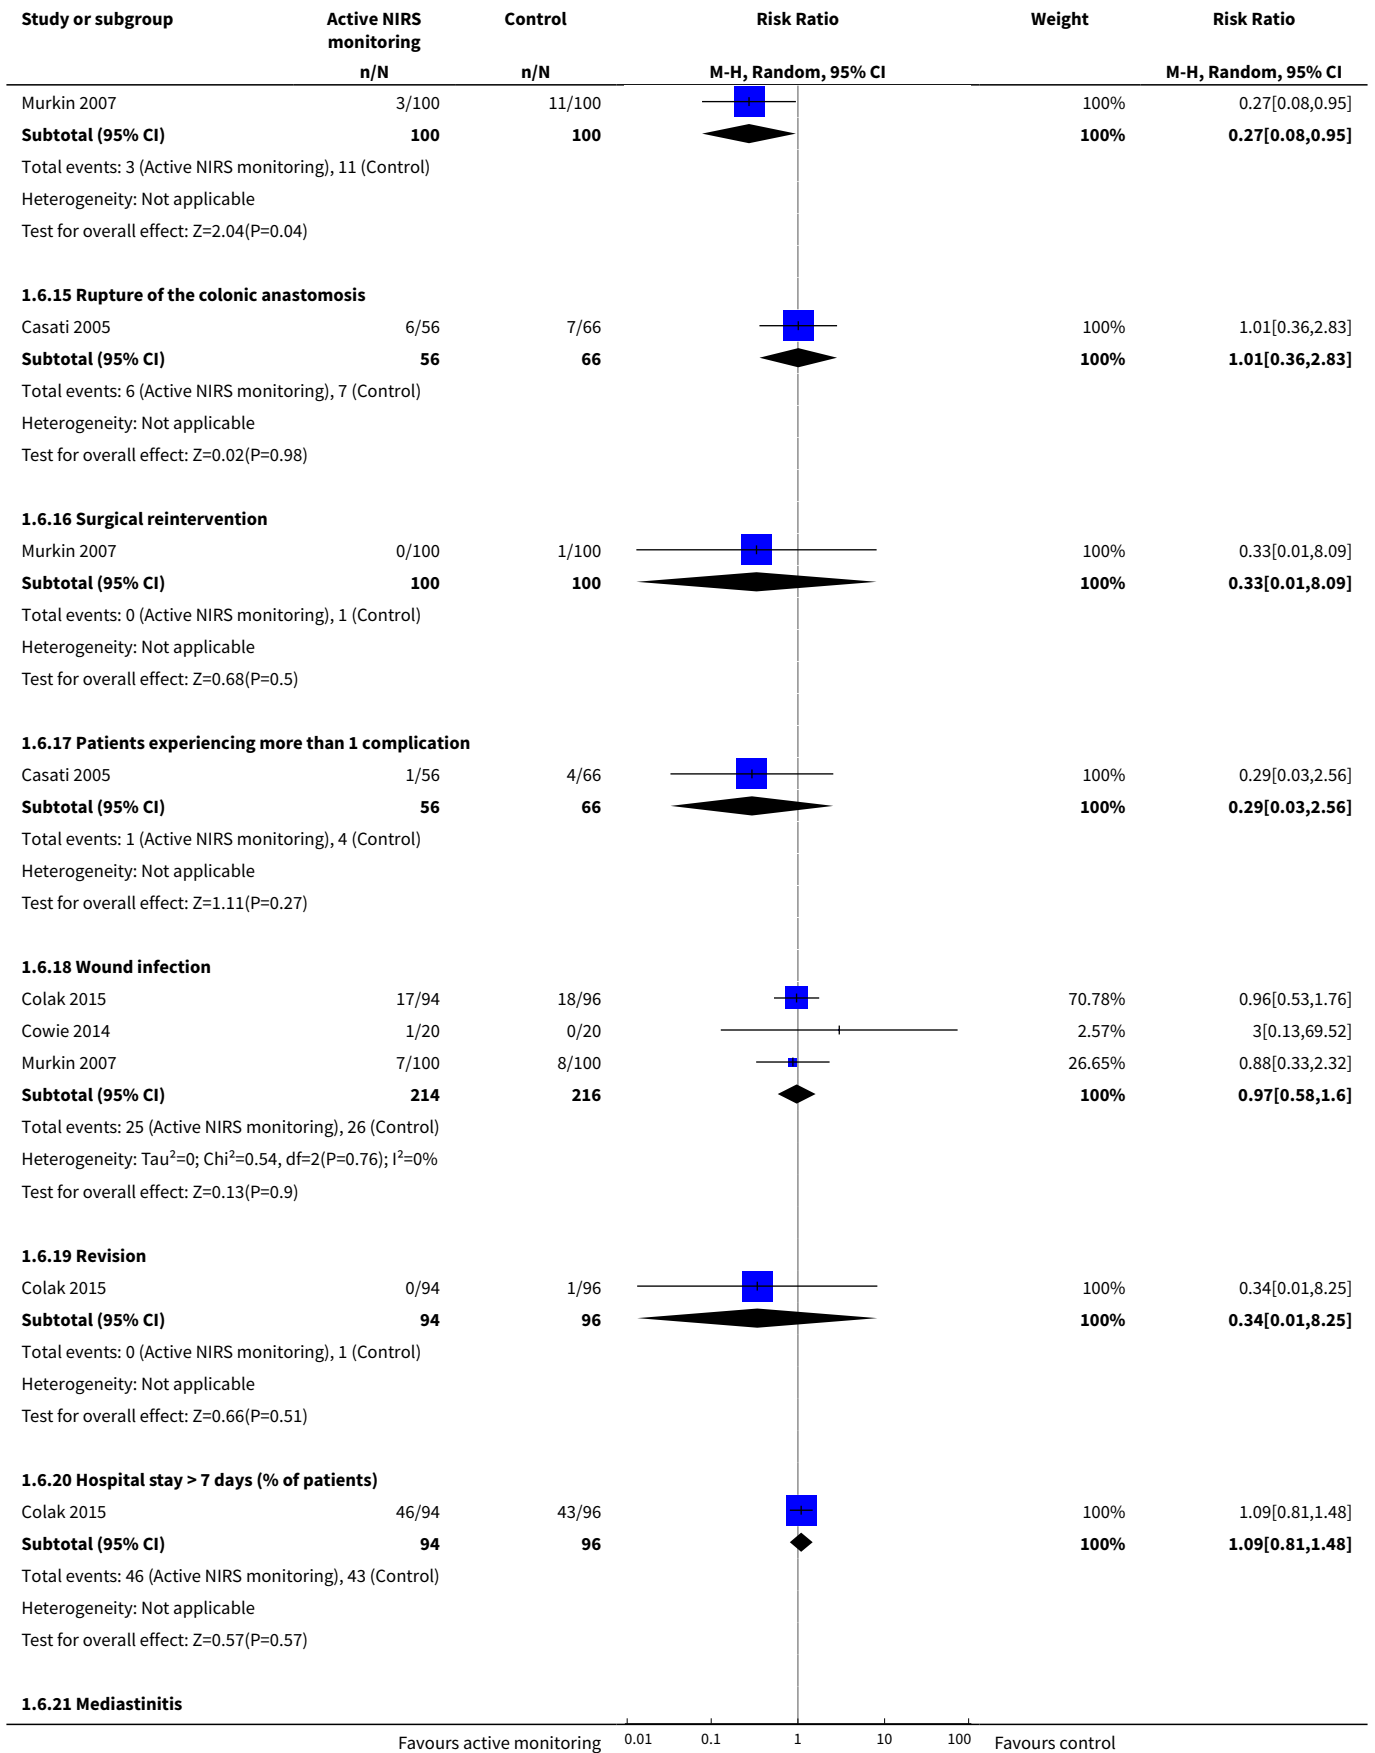 Study or subgroup Active NIRS monitoring Control Risk Ratio Weight Risk Ratio
n/N n/N M-H, Random, 95% CI M-H, Random, 95% CI
Murkin 2007 3/100 11/100 100% 0.27[0.08,0.95]
Subtotal (95% CI) 100 100 100% 0.27[0.08,0.95]
Total events: 3 (Active NIRS monitoring), 11 (Control)
Heterogeneity: Not applicable
Test for overall effect: Z=2.04(P=0.04)
1.6.15 Rupture of the colonic anastomosis
Casati 2005 6/56 7/66 100% 1.01[0.36,2.83]
Subtotal (95% CI) 56 66 100% 1.01[0.36,2.83]
Total events: 6 (Active NIRS monitoring), 7 (Control)
Heterogeneity: Not applicable
Test for overall effect: Z=0.02(P=0.98)
1.6.16 Surgical reintervention
Murkin 2007 0/100 1/100 100% 0.33[0.01,8.09]
Subtotal (95% CI) 100 100 100% 0.33[0.01,8.09]
Total events: 0 (Active NIRS monitoring), 1 (Control)
Heterogeneity: Not applicable
Test for overall effect: Z=0.68(P=0.5)
1.6.17 Patients experiencing more than 1 complication
Casati 2005 1/56 4/66 100% 0.29[0.03,2.56]
Subtotal (95% CI) 56 66 100% 0.29[0.03,2.56]
Total events: 1 (Active NIRS monitoring), 4 (Control)
Heterogeneity: Not applicable
Test for overall effect: Z=1.11(P=0.27)
1.6.18 Wound infection
Colak 2015 17/94 18/96 70.78% 0.96[0.53,1.76]
Cowie 2014 1/20 0/20 2.57% 3[0.13,69.52]
Murkin 2007 7/100 8/100 26.65% 0.88[0.33,2.32]
Subtotal (95% CI) 214 216 100% 0.97[0.58,1.6]
Total events: 25 (Active NIRS monitoring), 26 (Control)
Heterogeneity: Tau²=0; Chi²=0.54, df=2(P=0.76); I²=0%
Test for overall effect: Z=0.13(P=0.9)
1.6.19 Revision
Colak 2015 0/94 1/96 100% 0.34[0.01,8.25]
Subtotal (95% CI) 94 96 100% 0.34[0.01,8.25]
Total events: 0 (Active NIRS monitoring), 1 (Control)
Heterogeneity: Not applicable
Test for overall effect: Z=0.66(P=0.51)
1.6.20 Hospital stay > 7 days (% of patients)
Colak 2015 46/94 43/96 100% 1.09[0.81,1.48]
Subtotal (95% CI) 94 96 100% 1.09[0.81,1.48]
Total events: 46 (Active NIRS monitoring), 43 (Control)
Heterogeneity: Not applicable
Test for overall effect: Z=0.57(P=0.57)
1.6.21 Mediastinitis
Favours active monitoring 0.01 0.1 1 10 100 Favours control